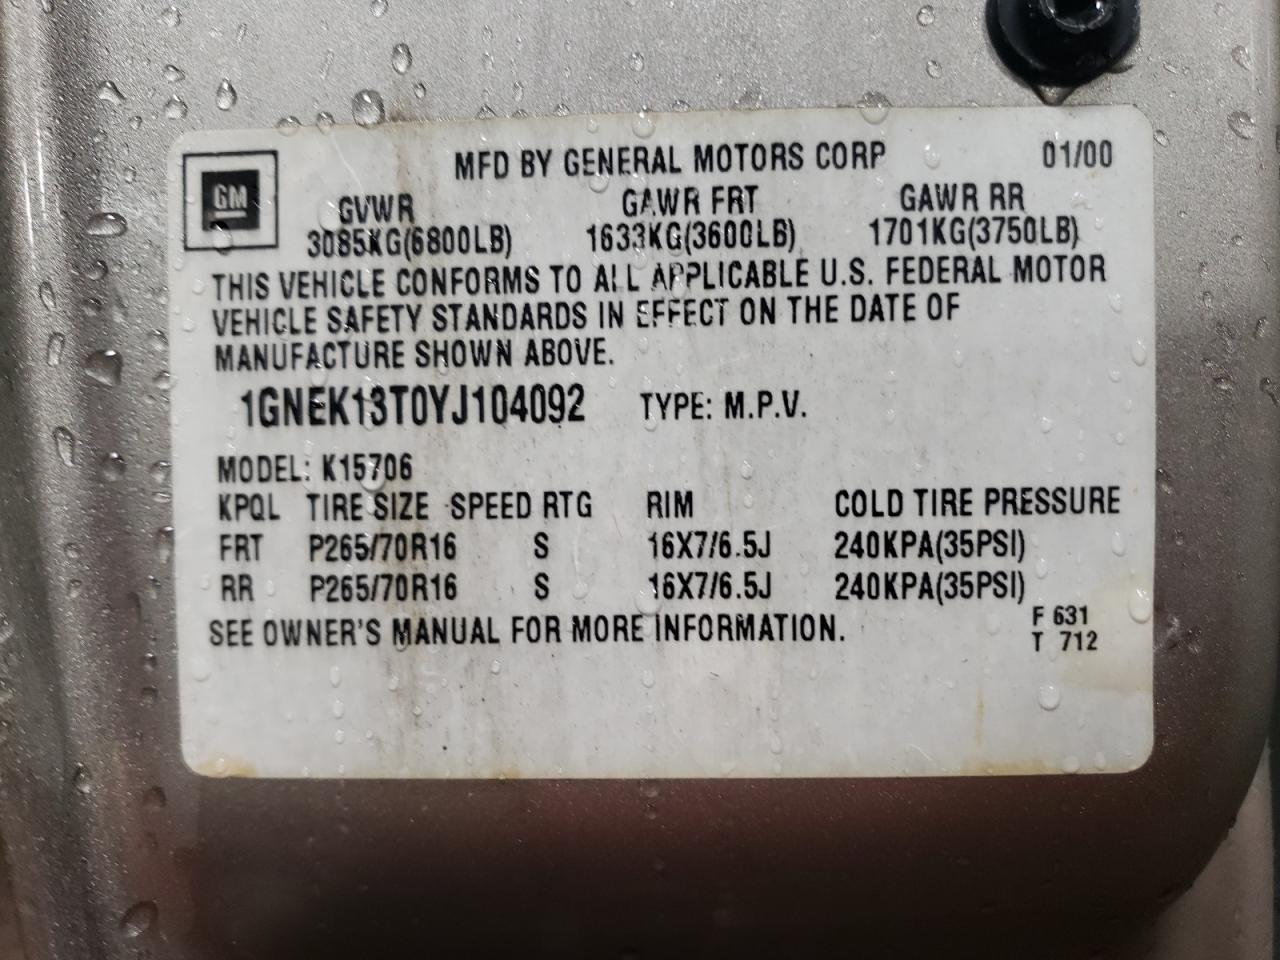 MFD BY GENERAL MOTORS CORP 01/00
GM
GVWR GAWR FRT GAWR RR
3085KG(6800LB) 1633KG(3600LB) 1701KG(3750LB)
THIS VEHICLE CONFORMS TO ALL APPLICABLE U.S. FEDERAL MOTOR
VEHICLE SAFETY STANDARDS IN EFFECT ON THE DATE OF
MANUFACTURE SHOWN ABOVE.
1GNEK13T0YJ104092 TYPE: M.P.V.
MODEL: K15706
KPQL TIRE SIZE SPEED RTG RIM COLD TIRE PRESSURE
FRT P265/70R16 S 16X7/6.5J 240KPA(35PSI)
RR P265/70R16 S 16X7/6.5J 240KPA(35PSI)
SEE OWNER'S MANUAL FOR MORE INFORMATION.
F 631
T 712